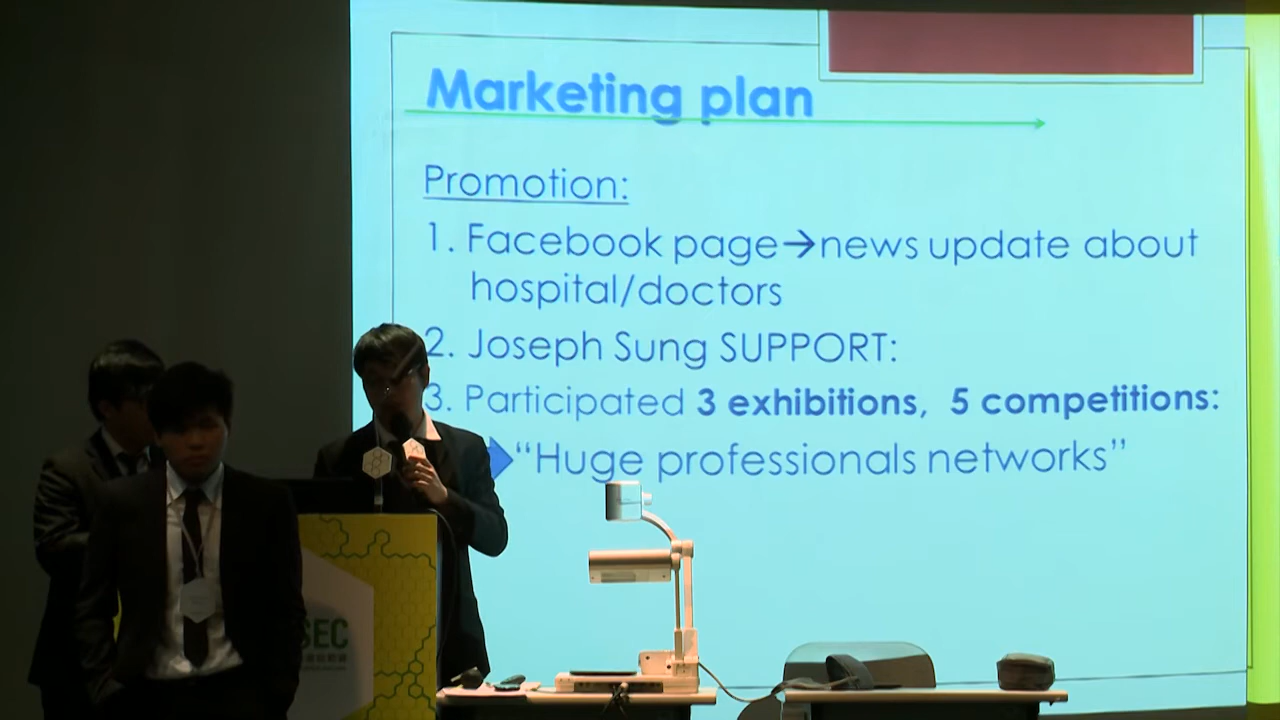 Marketing plan
Promotion:
1. Facebook page→news update about
hospital/doctors
2. Joseph Sung SUPPORT:
3. Participated 3 exhibitions, 5 competitions:
“Huge professionals networks”
SEC